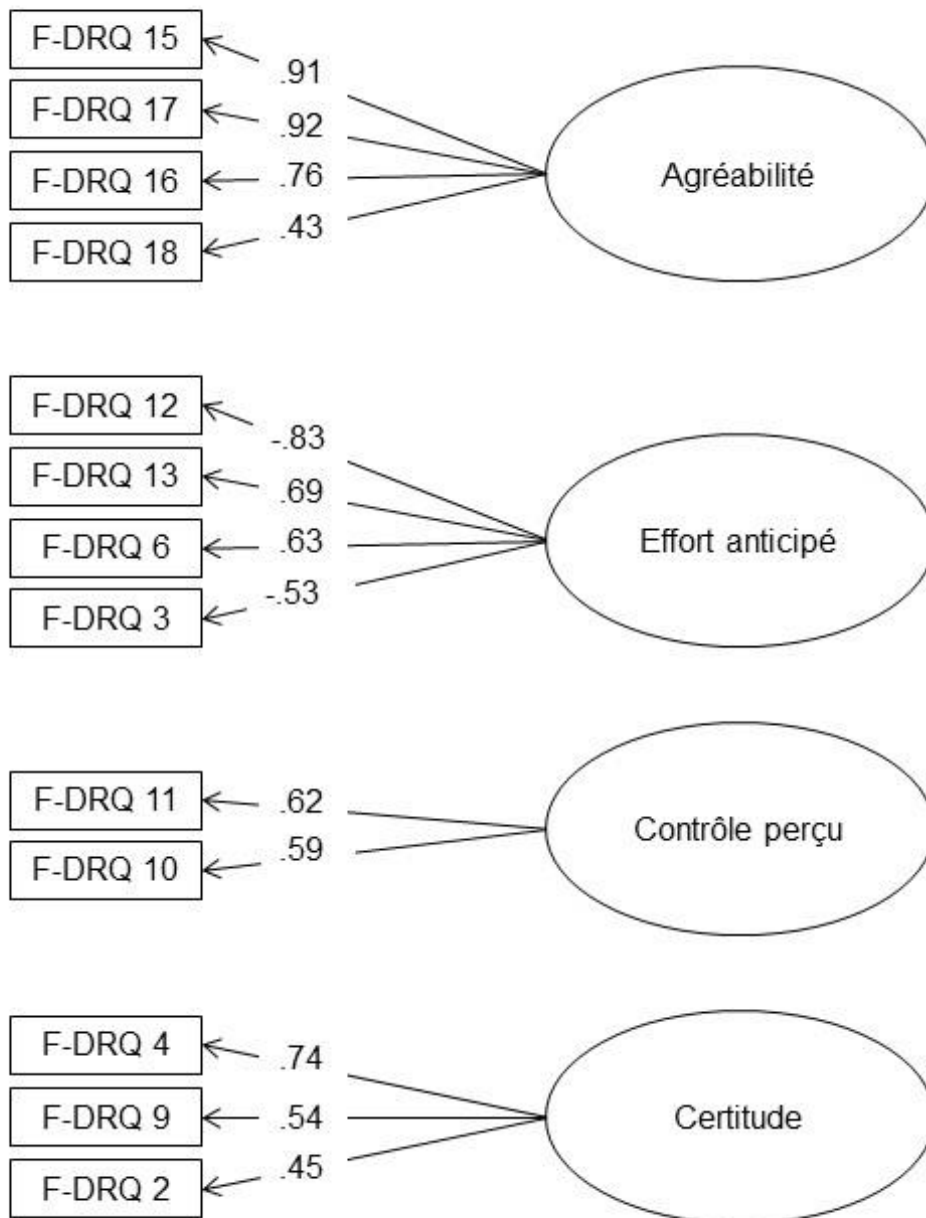 F-DRQ 15
.91
F-DRQ 17
.92
F-DRQ 16
.76
F-DRQ 18
.43
Agréabilité
F-DRQ 12
-.83
F-DRQ 13
.69
F-DRQ 6
.63
F-DRQ 3
-.53
Effort anticipé
F-DRQ 11
.62
F-DRQ 10
.59
Contrôle perçu
F-DRQ 4
.74
F-DRQ 9
.54
F-DRQ 2
.45
Certitude